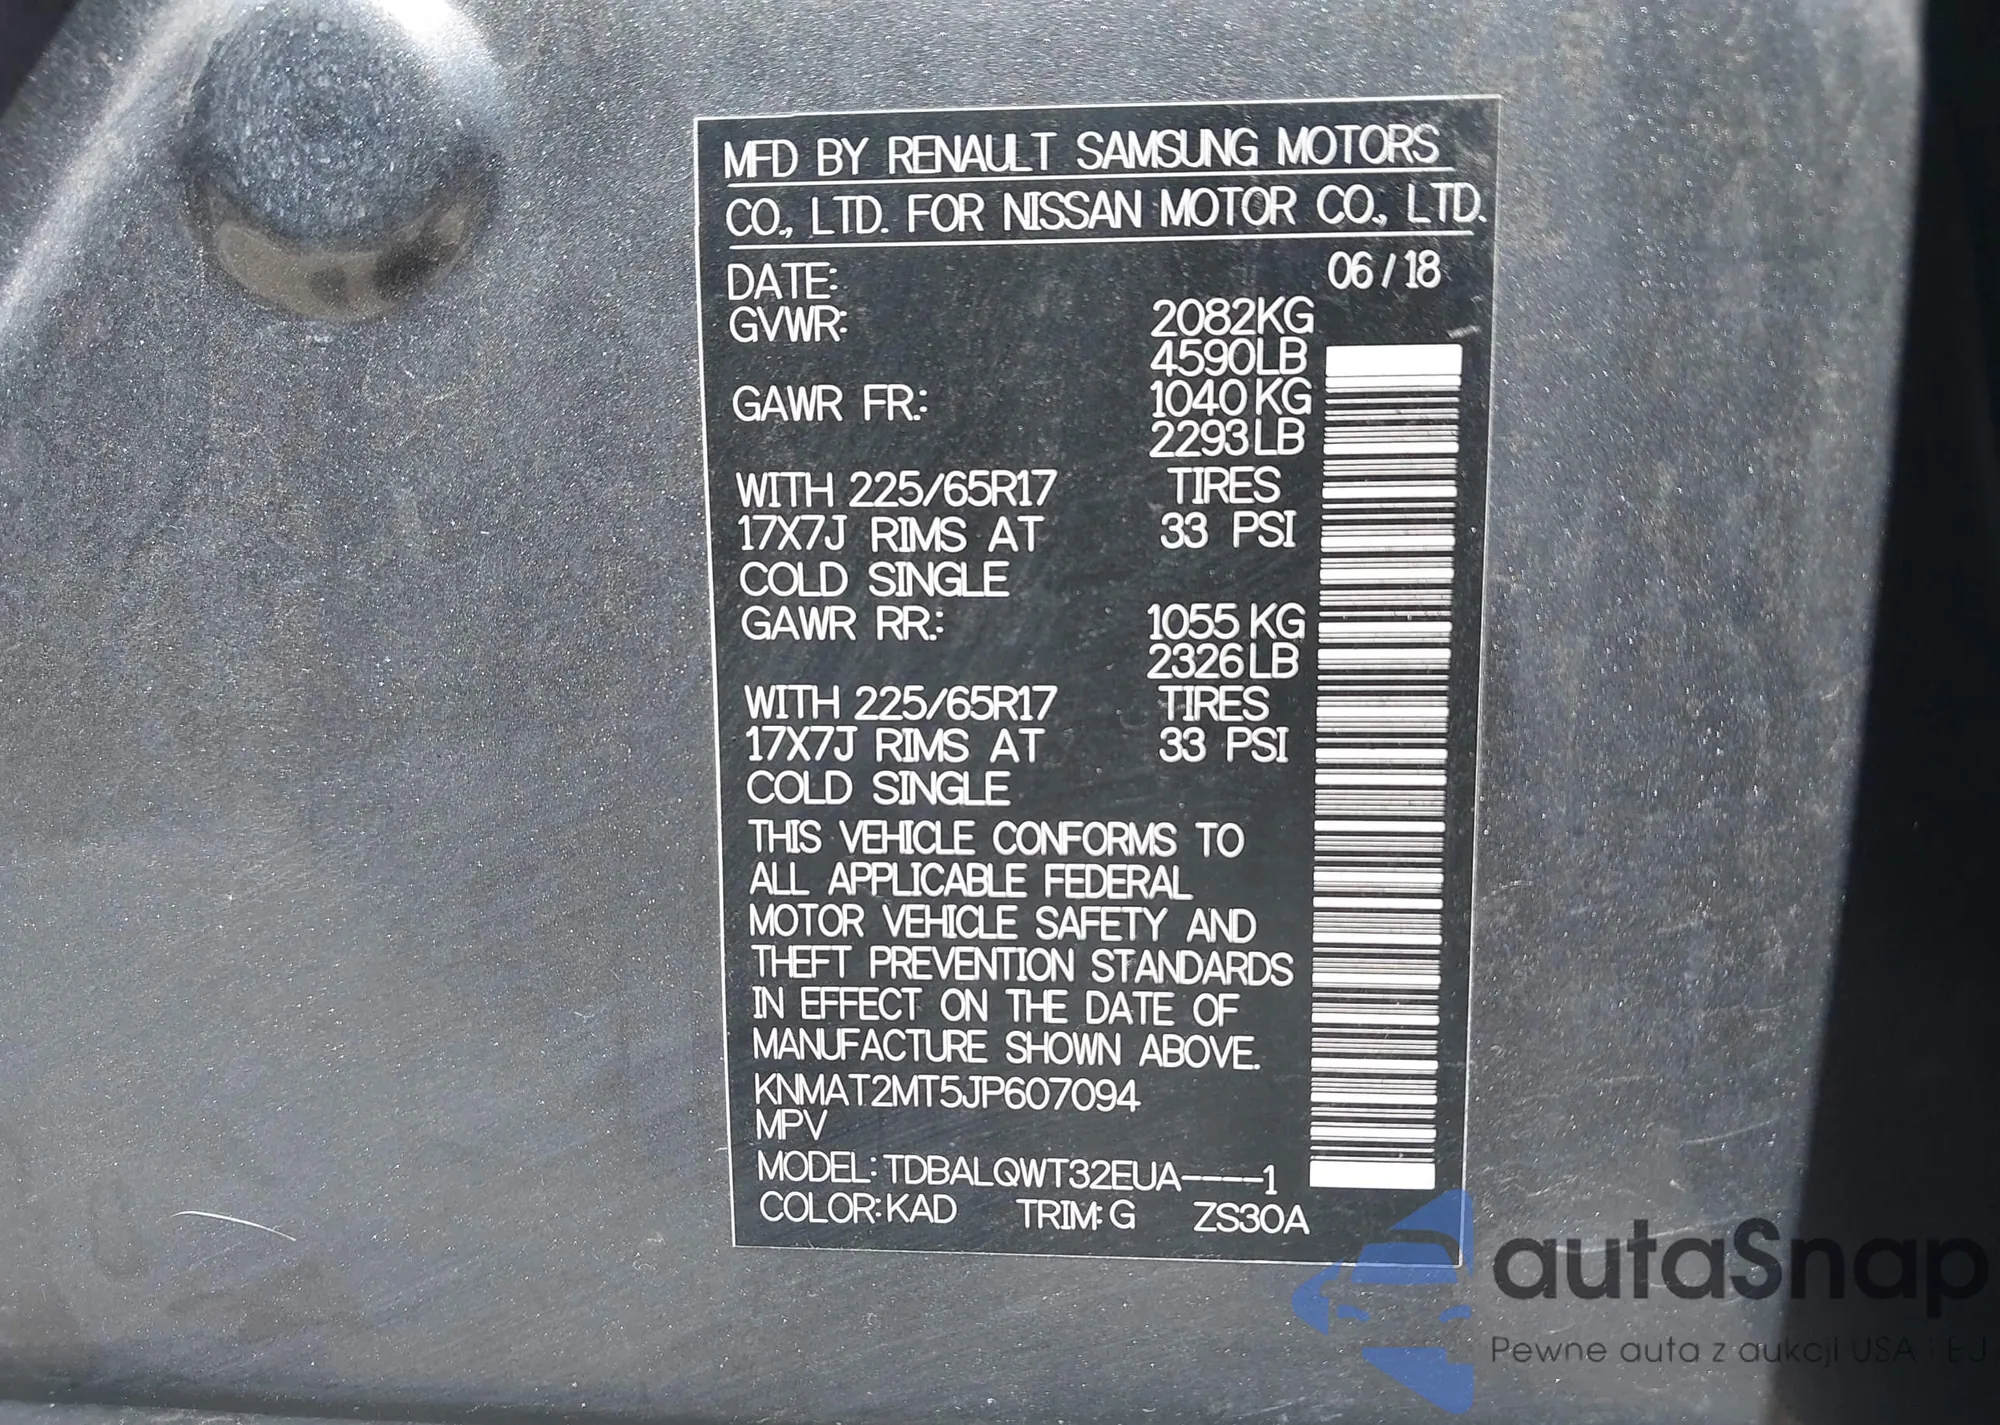 MFD BY RENAULT SAMSUNG MOTORS
CO., LTD. FOR NISSAN MOTOR CO., LTD.
DATE: 06/18
GVWR: 2082KG
4590LB
GAWR FR.: 1040KG
2293LB
WITH 225/65R17 TIRES
17X7J RIMS AT 33 PSI
COLD SINGLE
GAWR RR.: 1055KG
2326LB
WITH 225/65R17 TIRES
17X7J RIMS AT 33 PSI
COLD SINGLE
THIS VEHICLE CONFORMS TO
ALL APPLICABLE FEDERAL
MOTOR VEHICLE SAFETY AND
THEFT PREVENTION STANDARDS
IN EFFECT ON THE DATE OF
MANUFACTURE SHOWN ABOVE.
KNMAT2MT5JP607094
MPV
MODEL:TDBALQWT32EUA----1
COLOR:KAD TRIM:G ZS30A
autaSnap
Pewne auta z aukcji USA i EJ